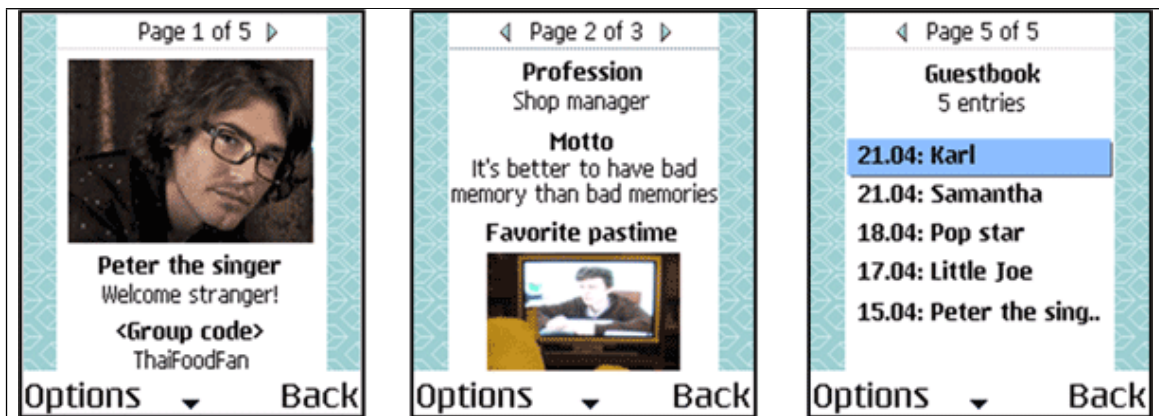 Page 1 of 5
Peter the singer
Welcome stranger!
<Group code>
ThaiFoodFan
Options Back
Page 2 of 3
Profession
Shop manager
Motto
It's better to have bad
memory than bad memories
Favorite pastime
Options Back
Page 5 of 5
Guestbook
5 entries
21.04: Karl
21.04: Samantha
18.04: Pop star
17.04: Little Joe
15.04: Peter the sing..
Options Back